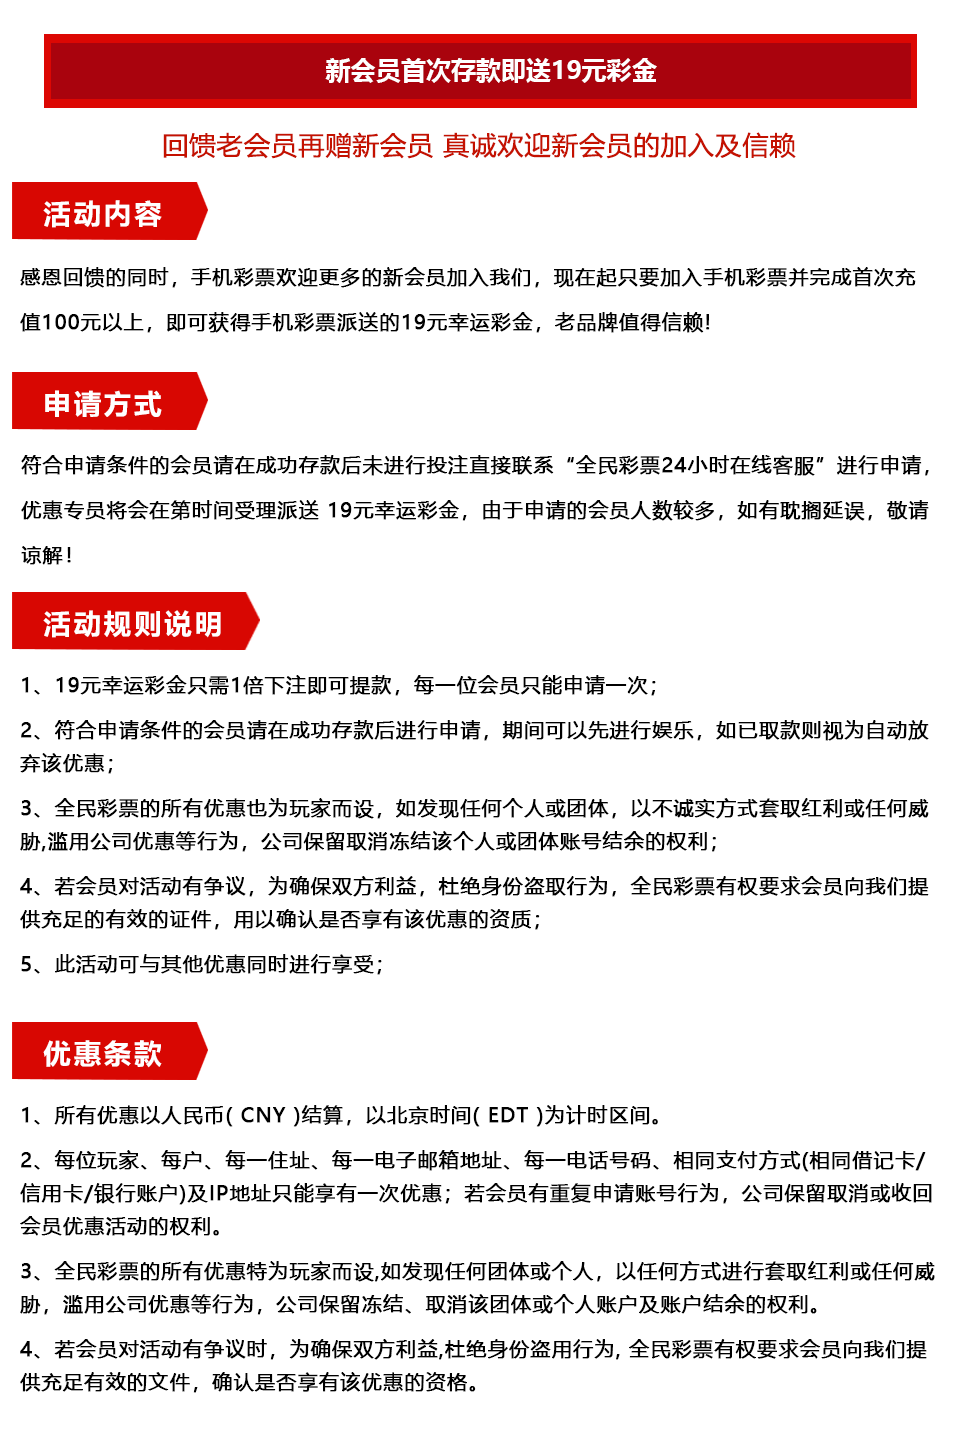 新会员首次存款即送19元彩金
回馈老会员再赠新会员 真诚欢迎新会员的加入及信赖
活动内容
感恩回馈的同时，手机彩票欢迎更多的新会员加入我们，现在起只要加入手机彩票并完成首次充
值100元以上，即可获得手机彩票派送的19元幸运彩金，老品牌值得信赖!
申请方式
符合申请条件的会员请在成功存款后未进行投注直接联系“全民彩票24小时在线客服”进行申请，
优惠专员将会在第时间受理派送 19元幸运彩金，由于申请的会员人数较多，如有耽搁延误，敬请
谅解！
活动规则说明
1、19元幸运彩金只需1倍下注即可提款，每一位会员只能申请一次；
2、符合申请条件的会员请在成功存款后进行申请，期间可以先进行娱乐，如已取款则视为自动放
弃该优惠；
3、全民彩票的所有优惠也为玩家而设，如发现任何个人或团体，以不诚实方式套取红利或任何威
胁,滥用公司优惠等行为，公司保留取消冻结该个人或团体账号结余的权利；
4、若会员对活动有争议，为确保双方利益，杜绝身份盗取行为，全民彩票有权要求会员向我们提
供充足的有效的证件，用以确认是否享有该优惠的资质；
5、此活动可与其他优惠同时进行享受；
优惠条款
1、所有优惠以人民币( CNY )结算，以北京时间( EDT )为计时区间。
2、每位玩家、每户、每一住址、每一电子邮箱地址、每一电话号码、相同支付方式(相同借记卡/
信用卡/银行账户)及IP地址只能享有一次优惠；若会员有重复申请账号行为，公司保留取消或收回
会员优惠活动的权利。
3、全民彩票的所有优惠特为玩家而设,如发现任何团体或个人，以任何方式进行套取红利或任何威
胁，滥用公司优惠等行为，公司保留冻结、取消该团体或个人账户及账户结余的权利。
4、若会员对活动有争议时，为确保双方利益,杜绝身份盗用行为, 全民彩票有权要求会员向我们提
供充足有效的文件，确认是否享有该优惠的资格。